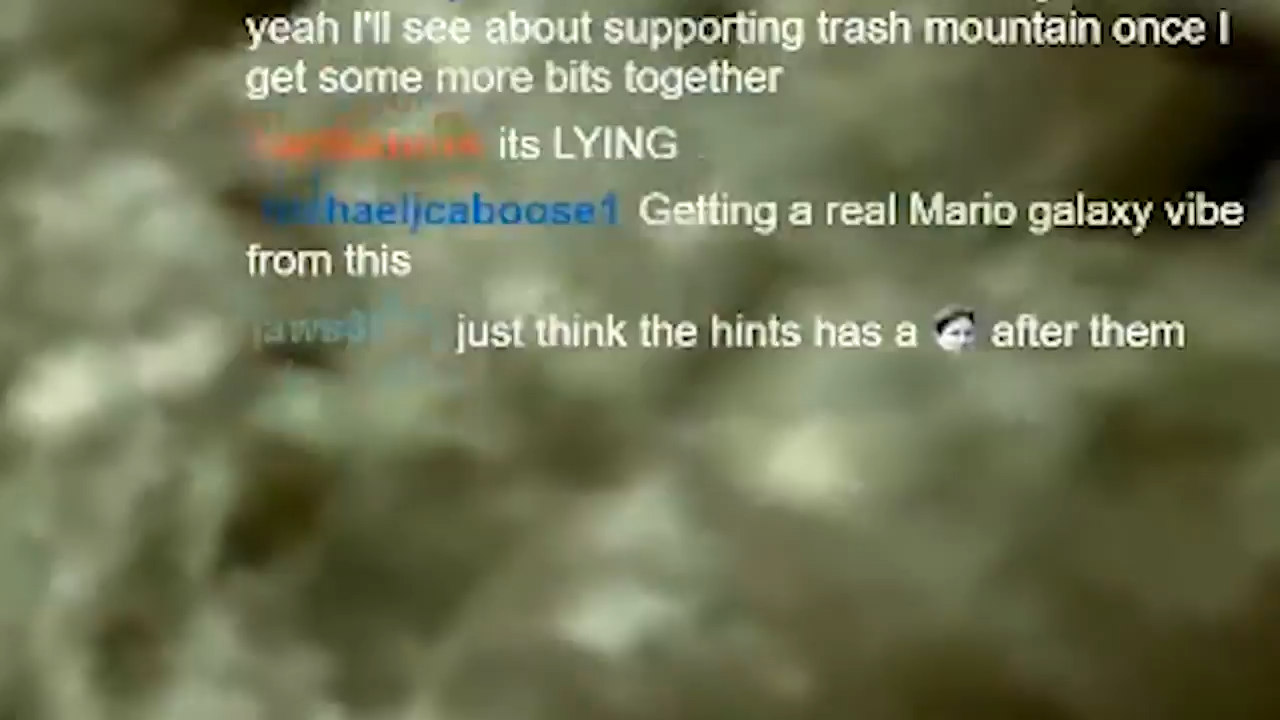 yeah I'll see about supporting trash mountain once I
get some more bits together
its LYING
Getting a real Mario galaxy vibe
from this
just think the hints has a after them